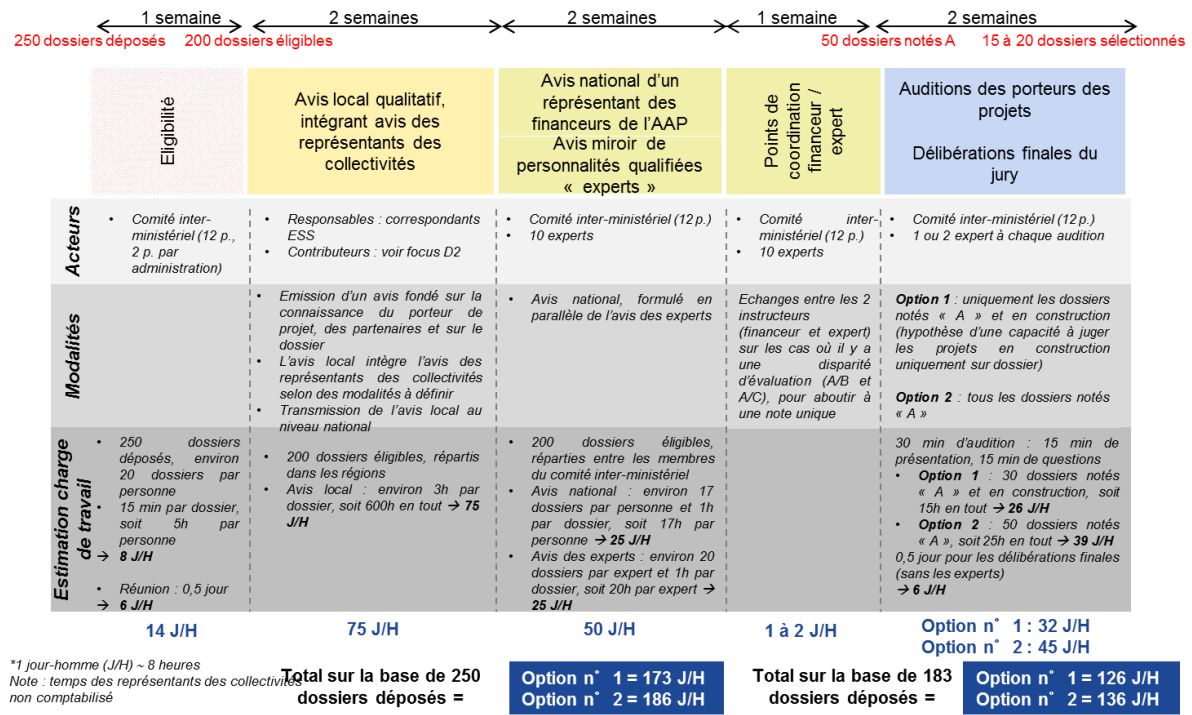 1 semaine
2 semaines
2 semaines
1 semaine
2 semaines
250 dossiers déposés
200 dossiers éligibles
50 dossiers notés A
15 à 20 dossiers sélectionnés
Eligibilité
Avis local qualitatif,
intégrant avis des
représentants des
collectivités
Avis national d’un
réprésentant des
financeurs de l’AAP
Avis miroir de
personnalités qualifiées
« experts »
Points de
coordination
financeur /
expert
Auditions des porteurs des
projets
Délibérations finales du
jury
Acteurs
• Comité inter-
ministériel (12 p.,
2 p. par
administration)
• Responsables : correspondants
ESS
• Contributeurs : voir focus D2
• Comité inter-ministériel (12 p.)
• 10 experts
• Comité inter-
ministériel (12 p.)
• 10 experts
• Comité inter-ministériel (12 p.)
• 1 ou 2 expert à chaque audition
Modalités
• Emission d’un avis fondé sur la
connaissance du porteur de
projet, des partenaires et sur le
dossier
• L’avis local intègre l’avis des
représentants des collectivités
selon des modalités à définir
• Transmission de l’avis local au
niveau national
• Avis national, formulé en
parallèle de l’avis des experts
Echanges entre les 2
instructeurs
(financeur et expert)
sur les cas où il y a
une disparité
d’évaluation (A/B et
A/C), pour aboutir à
une note unique
Option 1 : uniquement les dossiers
notés « A » et en construction
(hypothèse d’une capacité à juger
les projets en construction
uniquement sur dossier)
Option 2 : tous les dossiers notés
« A »
Estimation charge
de travail
• 250 dossiers
déposés, environ
20 dossiers par
personne
• 15 min par dossier,
soit 5h par
personne
→ 8 J/H
• Réunion : 0,5 jour
→ 6 J/H
• 200 dossiers éligibles, répartis
dans les régions
• Avis local : environ 3h par
dossier, soit 600h en tout → 75
J/H
• 200 dossiers éligibles,
réparties entre les membres
du comité inter-ministériel
• Avis national : environ 17
dossiers par personne et 1h
par dossier, soit 17h par
personne → 25 J/H
• Avis des experts : environ 20
dossiers par expert et 1h par
dossier, soit 20h par expert →
25 J/H
30 min d’audition : 15 min de
présentation, 15 min de questions
• Option 1 : 30 dossiers notés
« A » et en construction, soit
15h en tout → 26 J/H
• Option 2 : 50 dossiers notés
« A », soit 25h en tout → 39 J/H
0,5 jour pour les délibérations finales
(sans les experts)
→ 6 J/H
14 J/H
75 J/H
50 J/H
1 à 2 J/H
Option n° 1 : 32 J/H
Option n° 2 : 45 J/H
*1 jour-homme (J/H) ~ 8 heures
Note : temps des représentants des collectivités
non comptabilisé
Total sur la base de 250
dossiers déposés =
Option n° 1 = 173 J/H
Option n° 2 = 186 J/H
Total sur la base de 183
dossiers déposés =
Option n° 1 = 126 J/H
Option n° 2 = 136 J/H